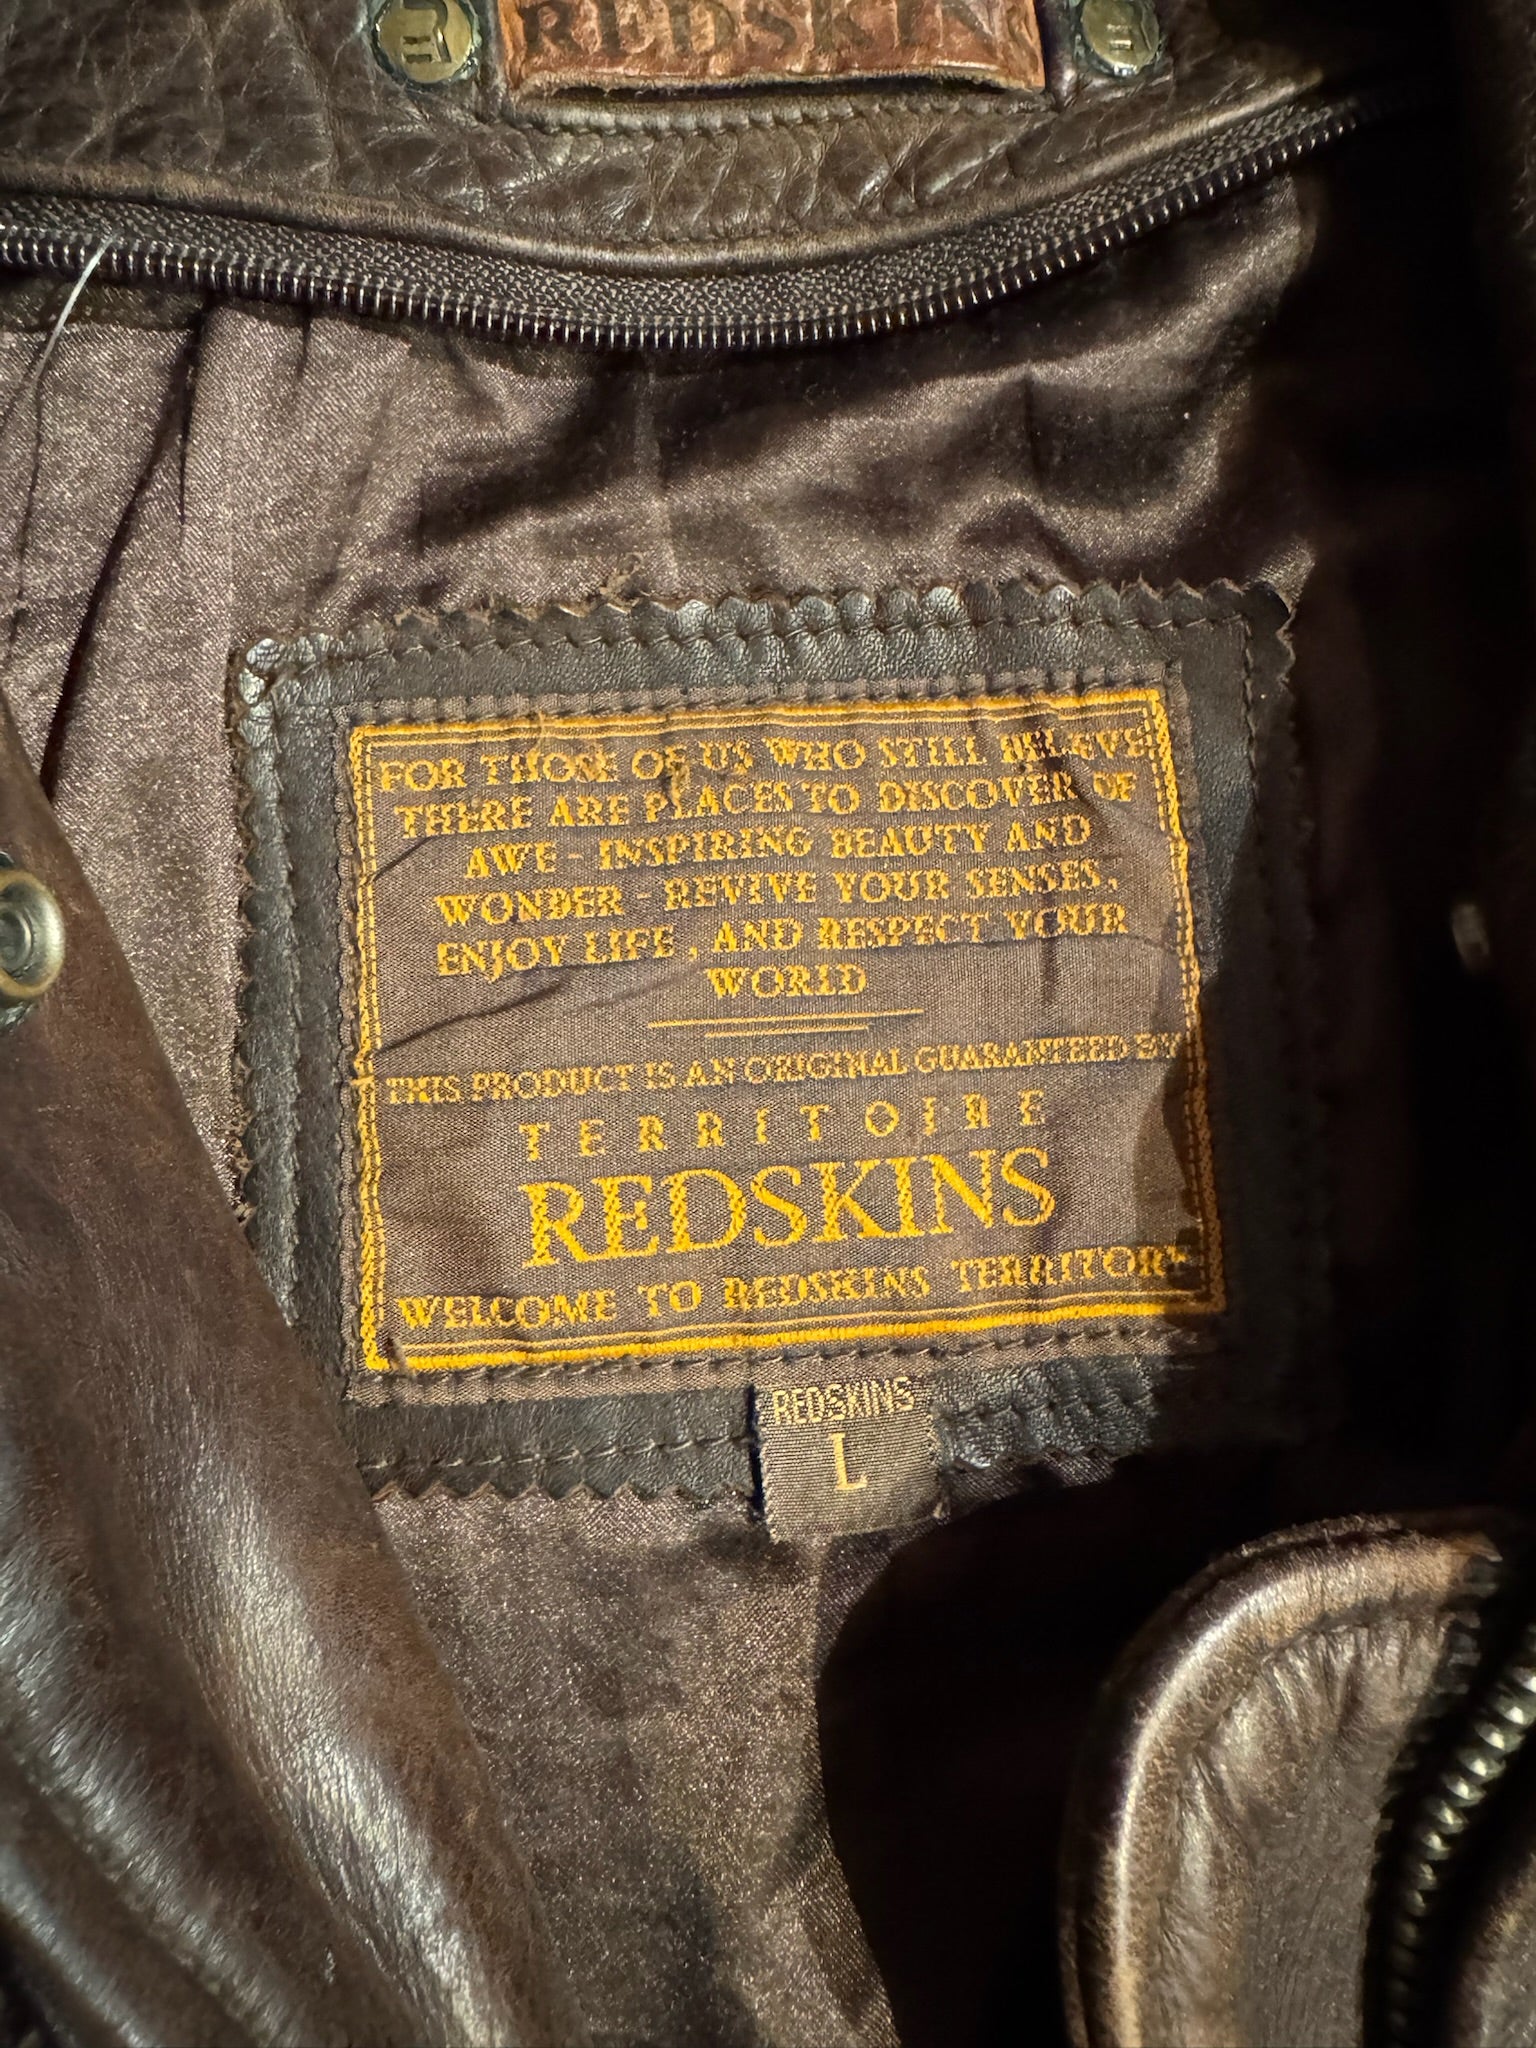 REDSKINS
FOR THOSE OF US WHO STILL BELIEVE
THERE ARE PLACES TO DISCOVER OF
AWE - INSPIRING BEAUTY AND
WONDER - REVIVE YOUR SENSES,
ENJOY LIFE , AND RESPECT YOUR
WORLD
THIS PRODUCT IS AN ORIGINAL GUARANTEED BY
TERRITOIRE
REDSKINS
WELCOME TO REDSKINS TERRITORY
REDSKINS
L